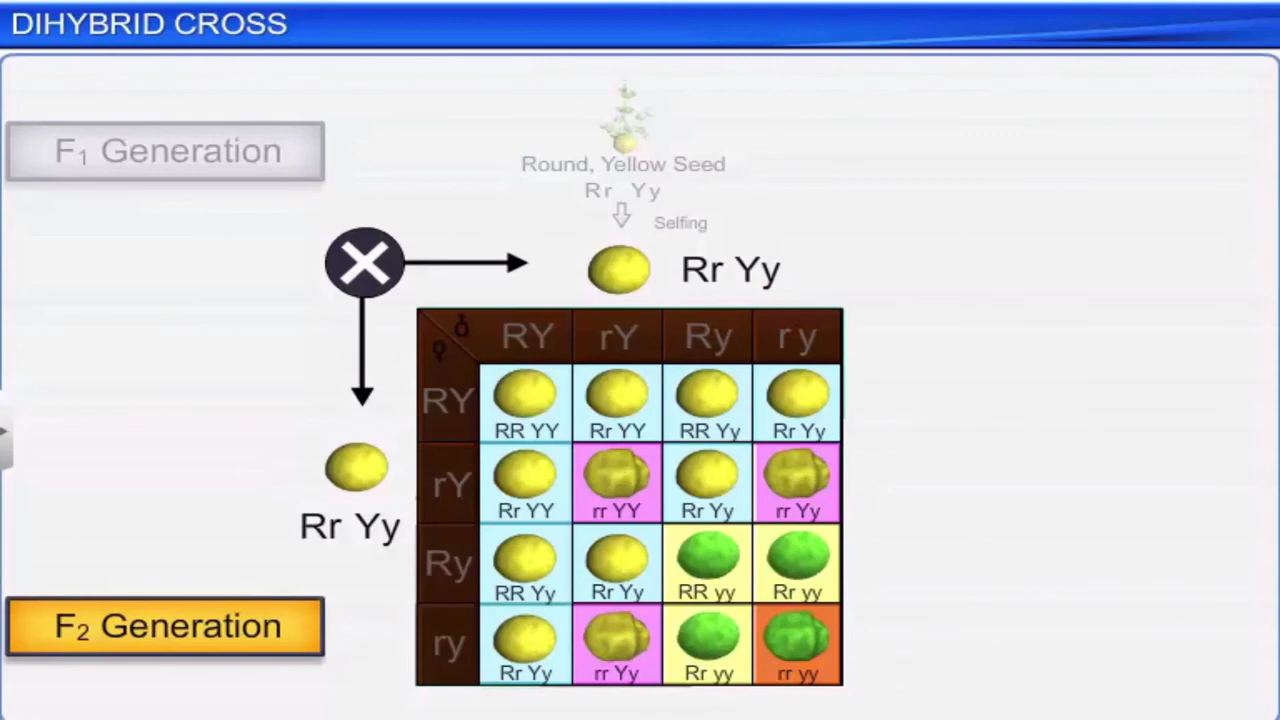 DIHYBRID CROSS
F₁ Generation
Round, Yellow Seed
Rr Yy
Selfing
Rr Yy
♂ RY rY Ry ry
♀
RY
RR YY Rr YY RR Yy Rr Yy
rY
Rr YY rr YY Rr Yy rr Yy
Rr Yy
Ry
RR Yy Rr Yy RR yy Rr yy
F₂ Generation
ry
Rr Yy rr Yy Rr yy rr yy